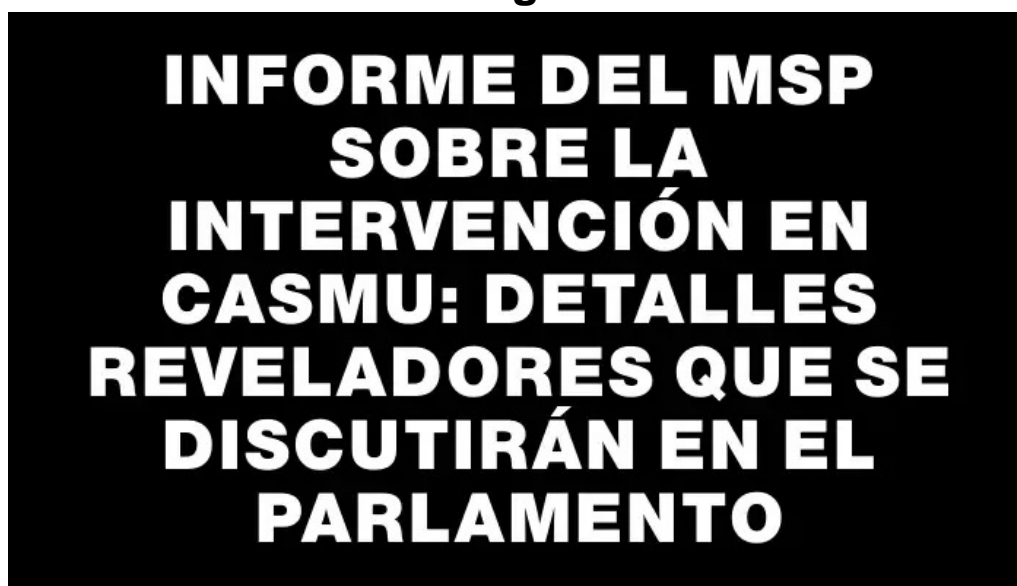 INFORME DEL MSP
SOBRE LA
INTERVENCIÓN EN
CASMU: DETALLES
REVELADORES QUE SE
DISCUTIRÁN EN EL
PARLAMENTO